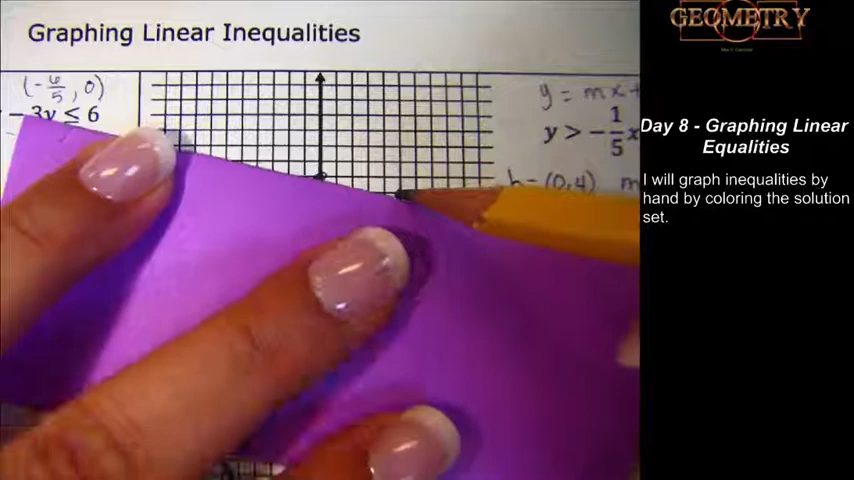 Graphing Linear Inequalities
(-6/5, 0)
- 3y ≤ 6
y = mx+
y > -1/5x
b = (0,4) m
GEOMETRY
Day 8 - Graphing Linear
Equalities
I will graph inequalities by
hand by coloring the solution
set.